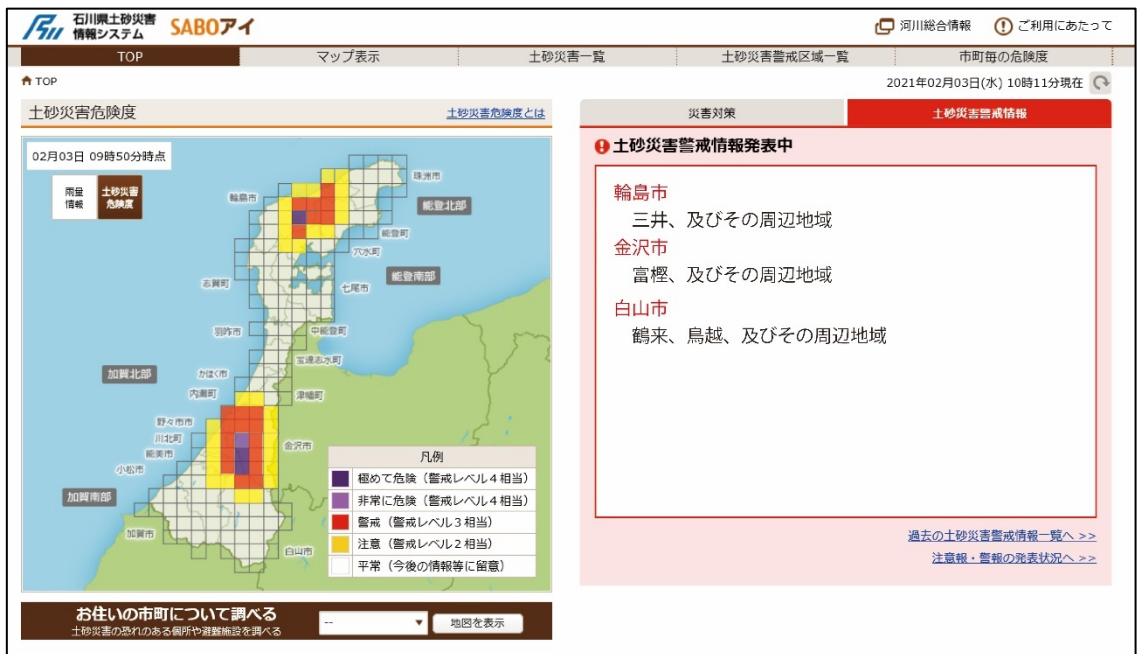 石川県土砂災害
情報システム SABOアイ
河川総合情報 ご利用にあたって
TOP マップ表示 土砂災害一覧 土砂災害警戒区域一覧 市町毎の危険度
TOP
2021年02月03日(水) 10時11分現在
土砂災害危険度 土砂災害危険度とは
02月03日 09時50分時点
雨量
情報
土砂災害
危険度
珠洲市
輪島市
能登北部
能登町
穴水町
能登南部
志賀町
七尾市
羽咋市
中能登町
宝達志水町
加賀北部
かほく市
内灘町
津幡町
野々市市
川北町
能美市
金沢市
小松市
加賀南部
加賀市
白山市
凡例
極めて危険（警戒レベル４相当）
非常に危険（警戒レベル４相当）
警戒（警戒レベル３相当）
注意（警戒レベル２相当）
平常（今後の情報等に留意）
お住いの市町について調べる
土砂災害の恐れのある個所や避難施設を調べる
-- 地図を表示
災害対策 土砂災害警戒情報
土砂災害警戒情報発表中
輪島市
三井、及びその周辺地域
金沢市
富樫、及びその周辺地域
白山市
鶴来、鳥越、及びその周辺地域
過去の土砂災害警戒情報一覧へ >>
注意報・警報の発表状況へ >>